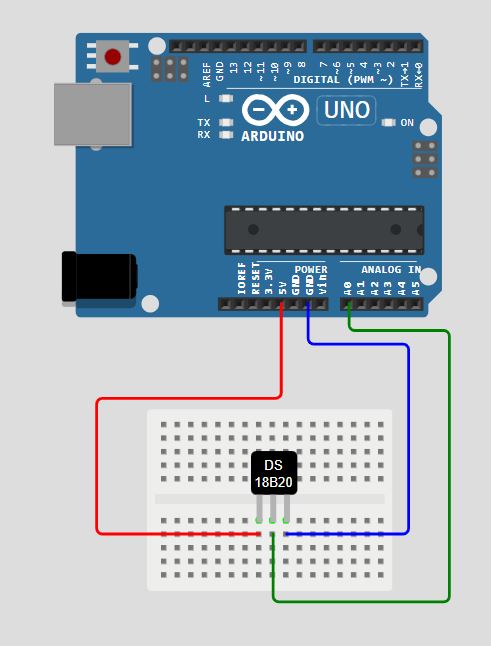 AREF
GND
13
12
~11
~10
~9
8
7
~6
~5
4
~3
2
TX→1
RX←0
DIGITAL (PWM ~)
L
TX
RX
UNO
ON
ARDUINO
IOREF
RESET
3.3V
5V
GND
GND
Vin
POWER
ANALOG IN
A0
A1
A2
A3
A4
A5
DS
18B20